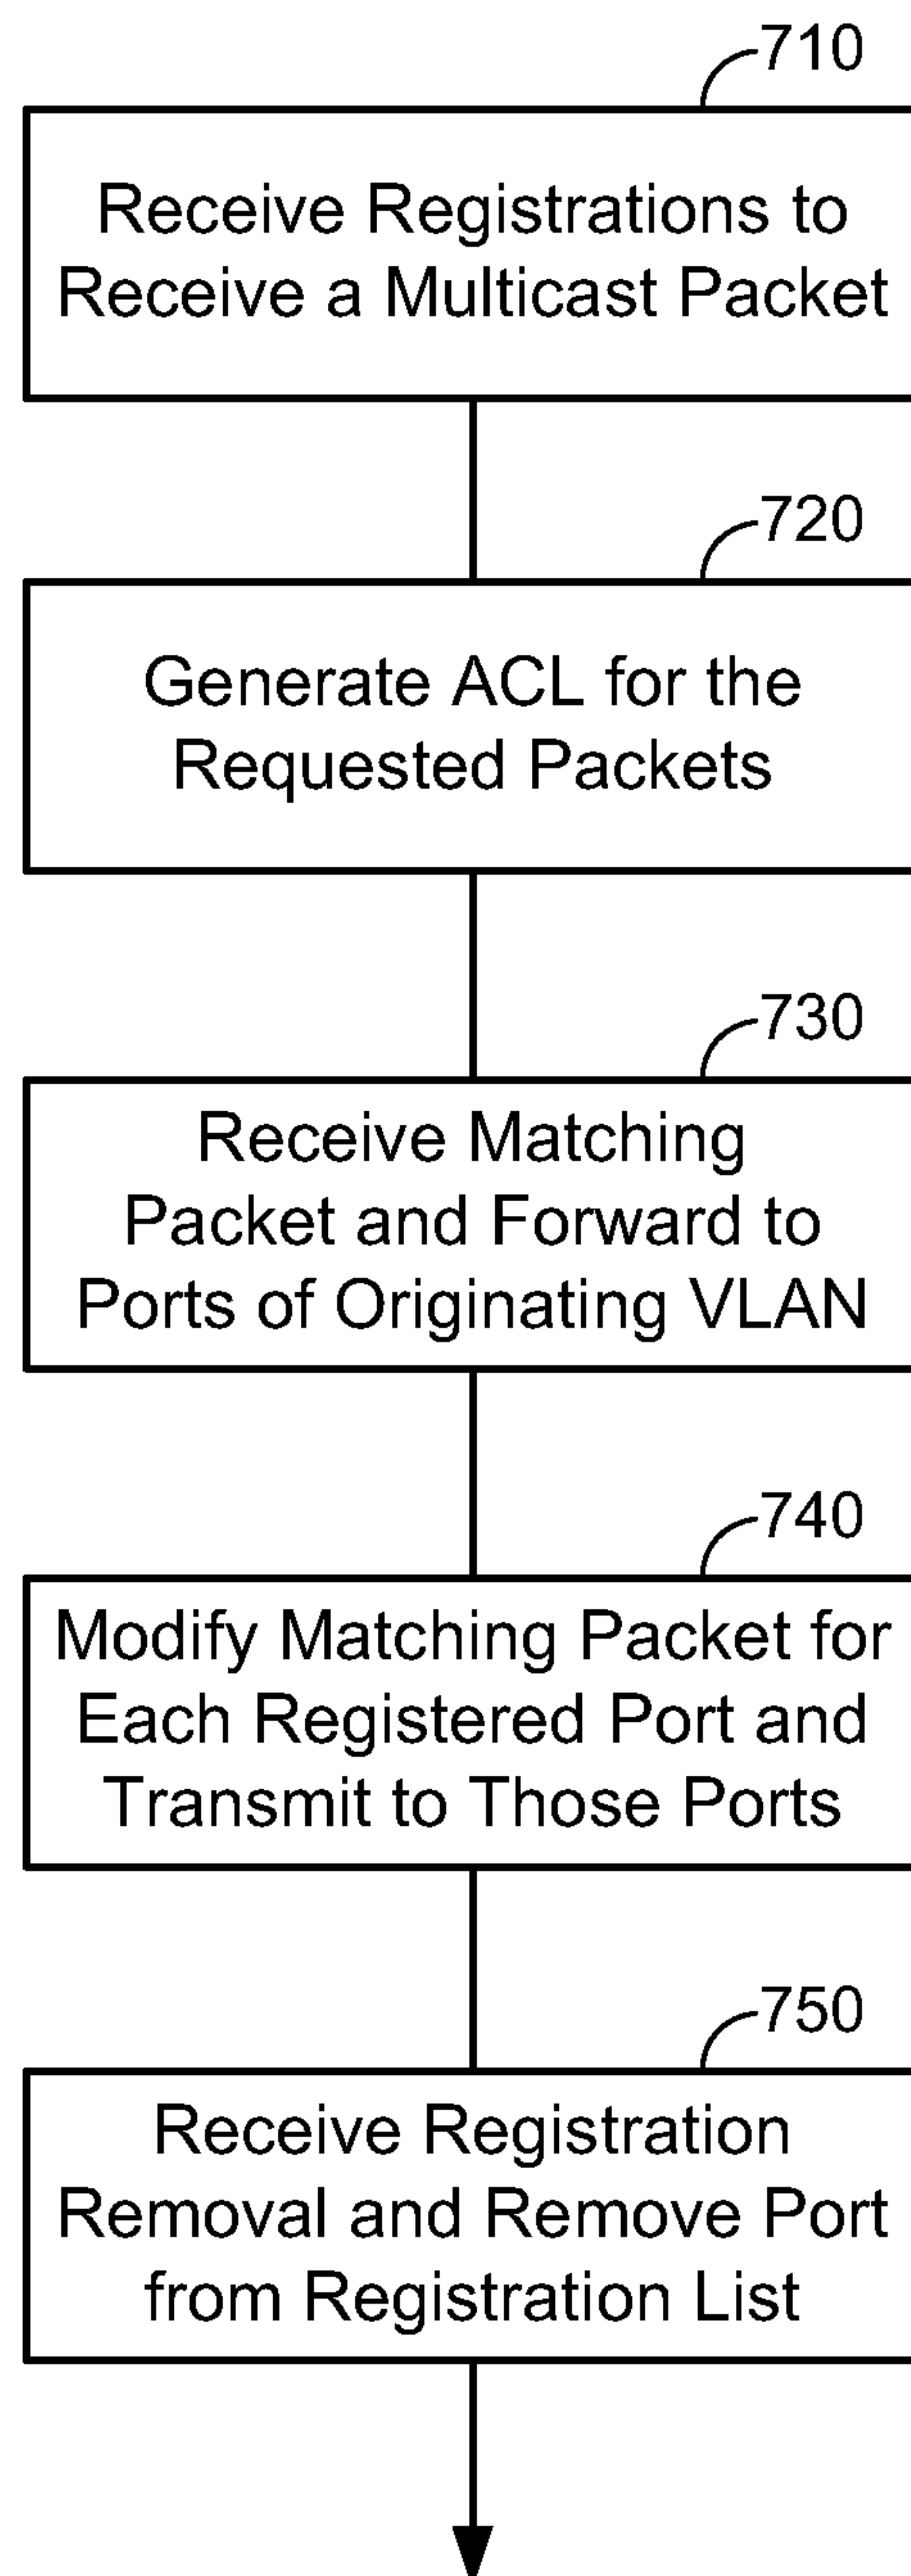 710
Receive Registrations to
Receive a Multicast Packet
720
Generate ACL for the
Requested Packets
730
Receive Matching
Packet and Forward to
Ports of Originating VLAN
740
Modify Matching Packet for
Each Registered Port and
Transmit to Those Ports
750
Receive Registration
Removal and Remove Port
from Registration List